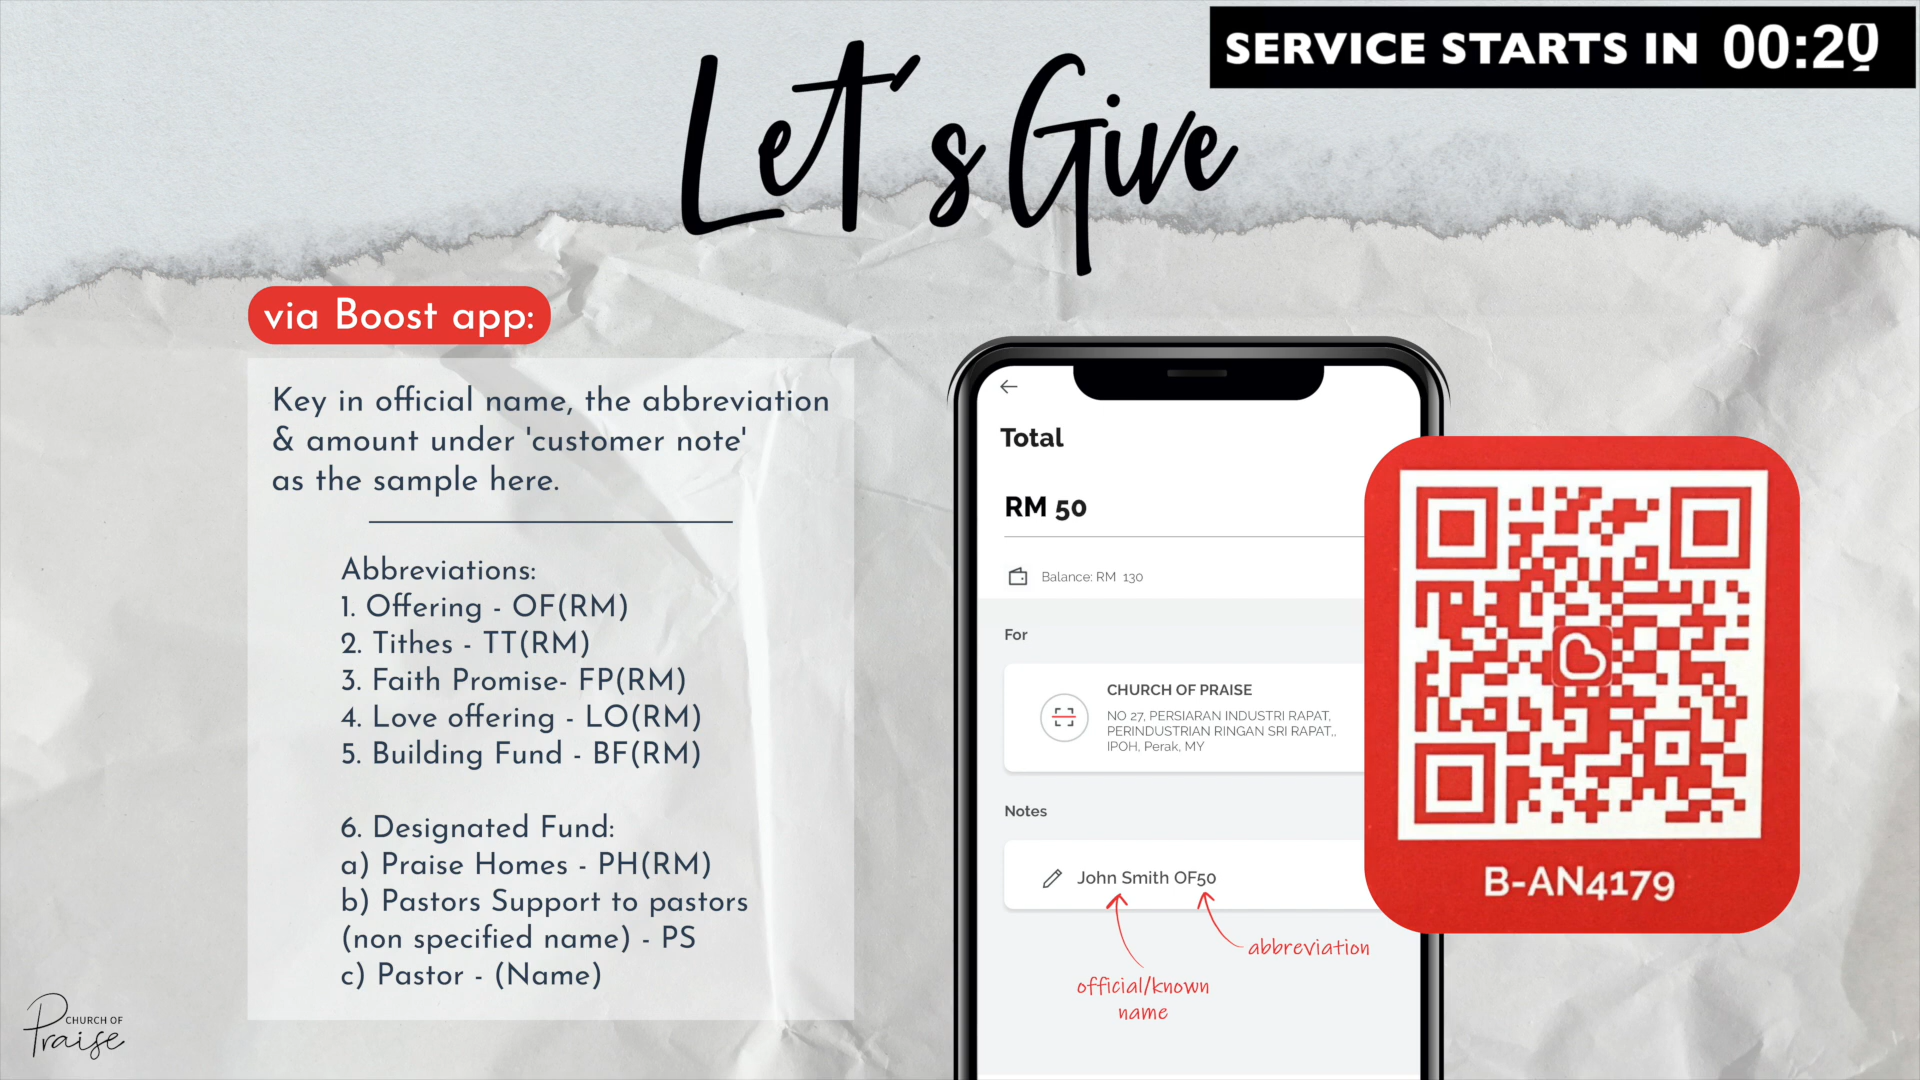 SERVICE STARTS IN 00:20
Let's Give
via Boost app:
Key in official name, the abbreviation
& amount under 'customer note'
as the sample here.
Abbreviations:
1. Offering - OF(RM)
2. Tithes - TT(RM)
3. Faith Promise- FP(RM)
4. Love offering - LO(RM)
5. Building Fund - BF(RM)
6. Designated Fund:
a) Praise Homes - PH(RM)
b) Pastors Support to pastors
(non specified name) - PS
c) Pastor - (Name)
Total
RM 50
Balance: RM 130
For
CHURCH OF PRAISE
NO 27, PERSIARAN INDUSTRI RAPAT,
PERINDUSTRIAN RINGAN SRI RAPAT,,
IPOH, Perak, MY
Notes
John Smith OF50
abbreviation
official/known
name
B-AN4179
CHURCH OF
Praise